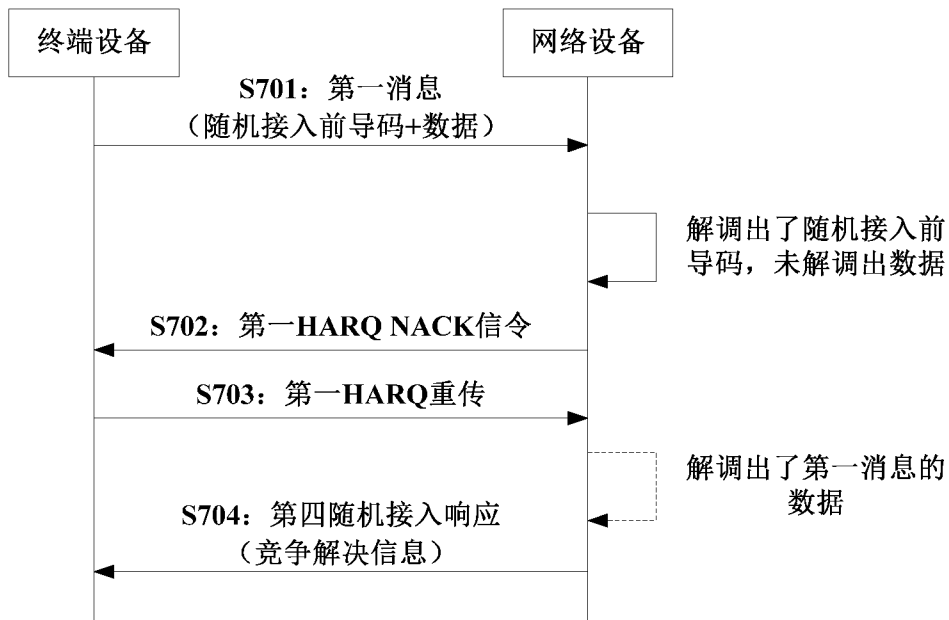 终端设备
网络设备
S701：第一消息
（随机接入前导码+数据）
解调出了随机接入前
导码，未解调出数据
S702：第一HARQ NACK信令
S703：第一HARQ重传
解调出了第一消息的
数据
S704：第四随机接入响应
（竞争解决信息）